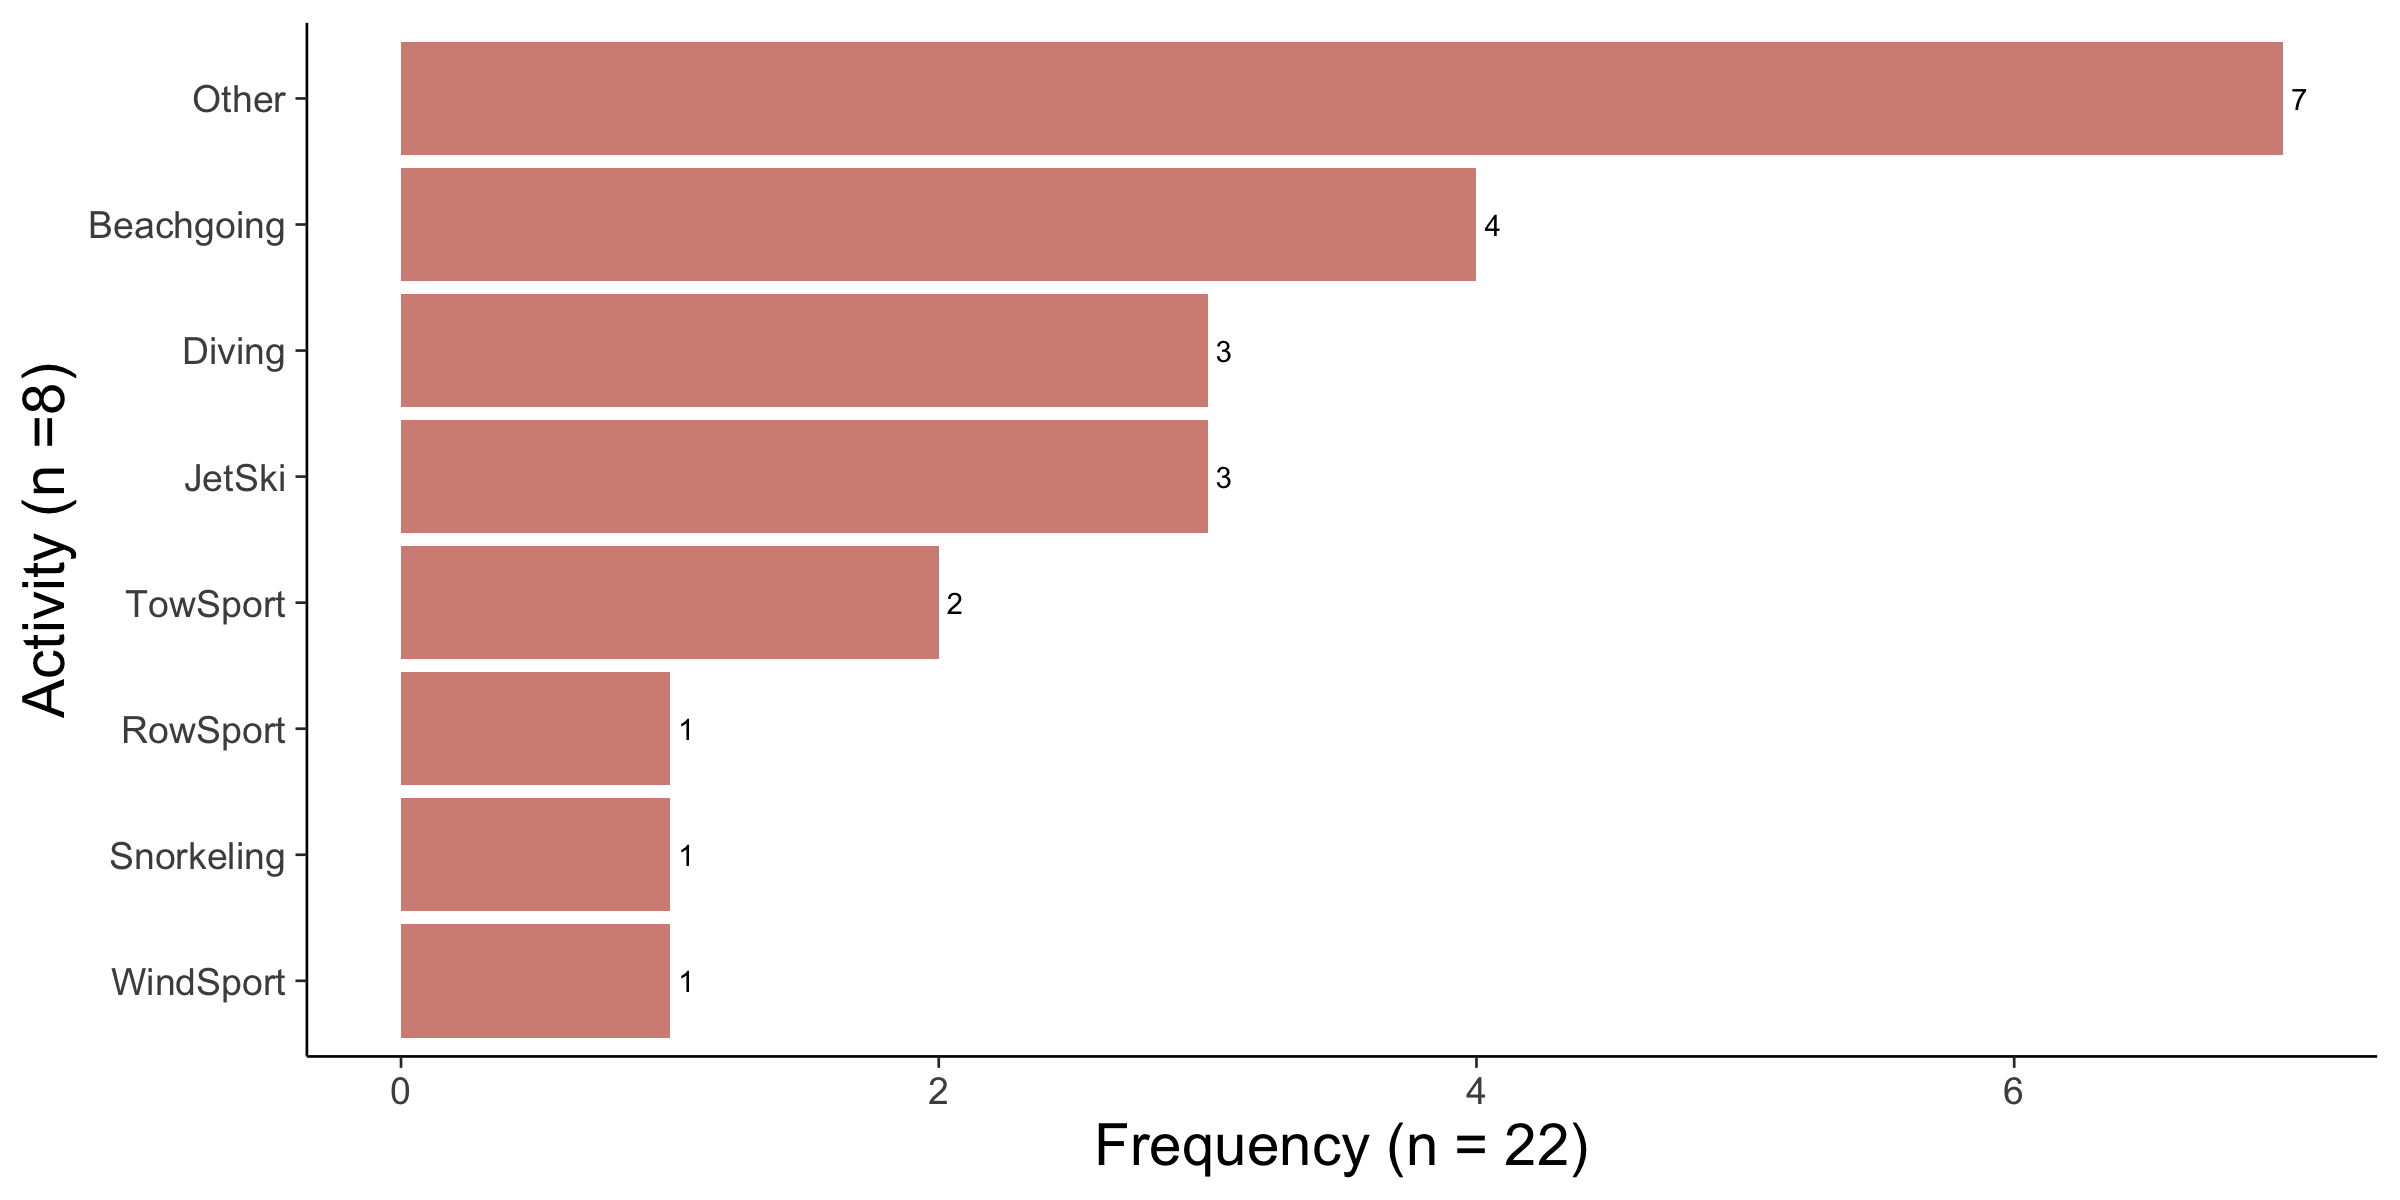 Activity (n =8)
Other
7
Beachgoing
4
Diving
3
JetSki
3
TowSport
2
RowSport
1
Snorkeling
1
WindSport
1
0 2 4 6
Frequency (n = 22)